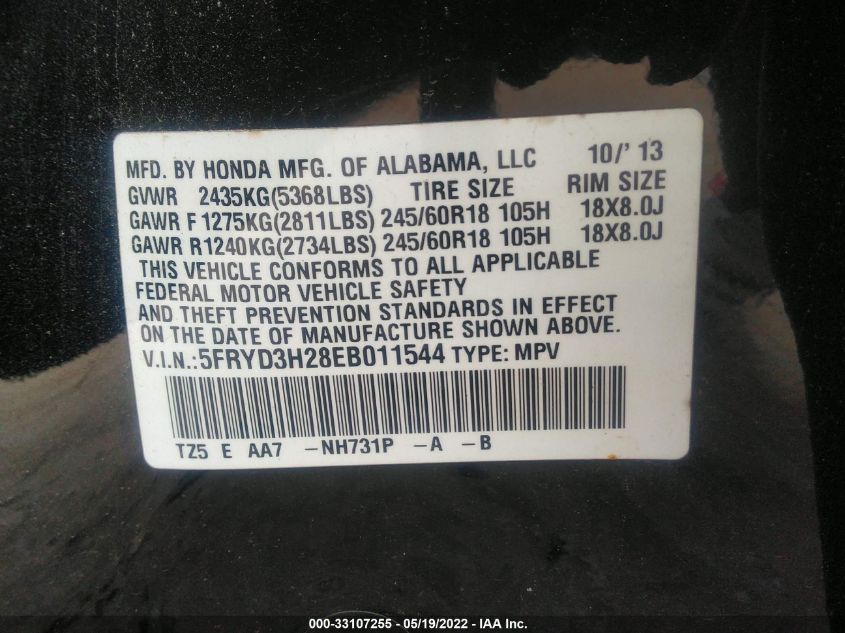 MFD. BY HONDA MFG. OF ALABAMA, LLC 10/' 13
GVWR 2435KG(5368LBS) TIRE SIZE RIM SIZE
GAWR F 1275KG(2811LBS) 245/60R18 105H 18X8.0J
GAWR R1240KG(2734LBS) 245/60R18 105H 18X8.0J
THIS VEHICLE CONFORMS TO ALL APPLICABLE
FEDERAL MOTOR VEHICLE SAFETY
AND THEFT PREVENTION STANDARDS IN EFFECT
ON THE DATE OF MANUFACTURE SHOWN ABOVE.
V.I.N.:5FRYD3H28EB011544 TYPE: MPV
TZ5 E AA7 -NH731P -A -B
000-33107255 - 05/19/2022 - IAA Inc.